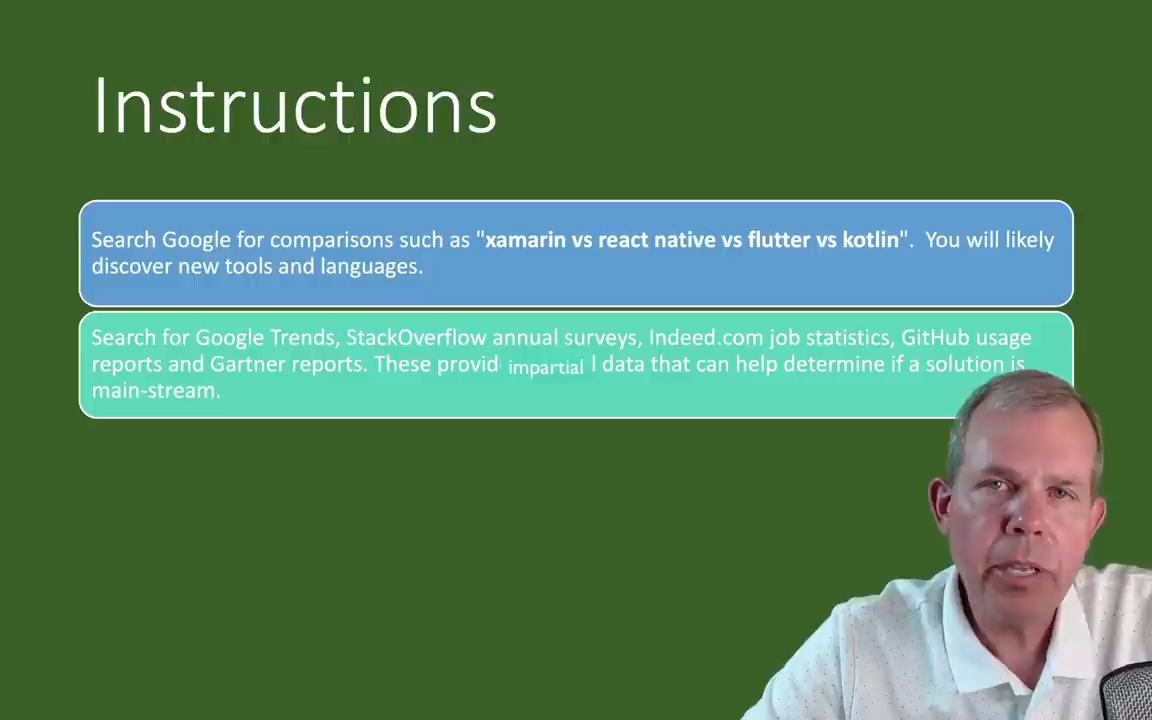 Instructions
Search Google for comparisons such as "xamarin vs react native vs flutter vs kotlin".  You will likely
discover new tools and languages.
Search for Google Trends, StackOverflow annual surveys, Indeed.com job statistics, GitHub usage
reports and Gartner reports. These provid impartial l data that can help determine if a solution is
main-stream.